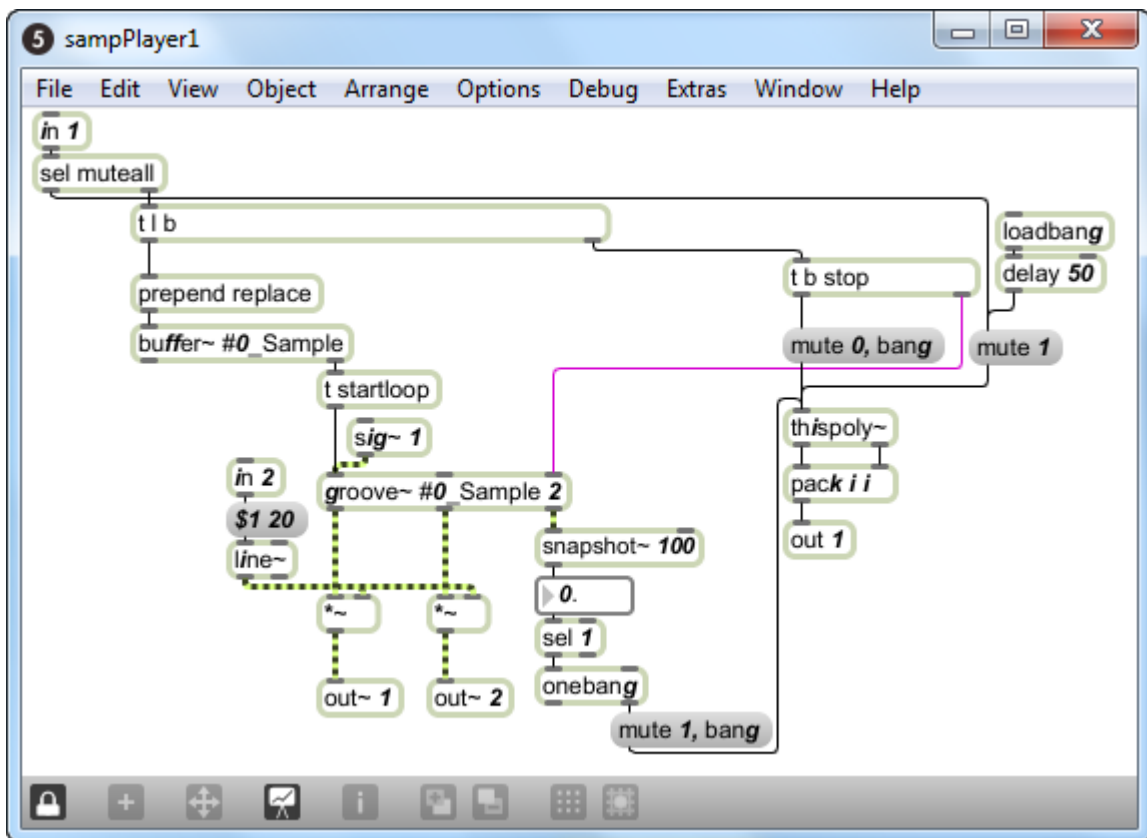 5 sampPlayer1
File Edit View Object Arrange Options Debug Extras Window Help
in 1
sel muteall
t l b
loadbang
t b stop
delay 50
prepend replace
buffer~ #0_Sample
mute 0, bang
mute 1
t startloop
sig~ 1
thispoly~
in 2
groove~ #0_Sample 2
pack i i
$1 20
snapshot~ 100
out 1
line~
0.
*~
*~
sel 1
onebang
out~ 1
out~ 2
mute 1, bang